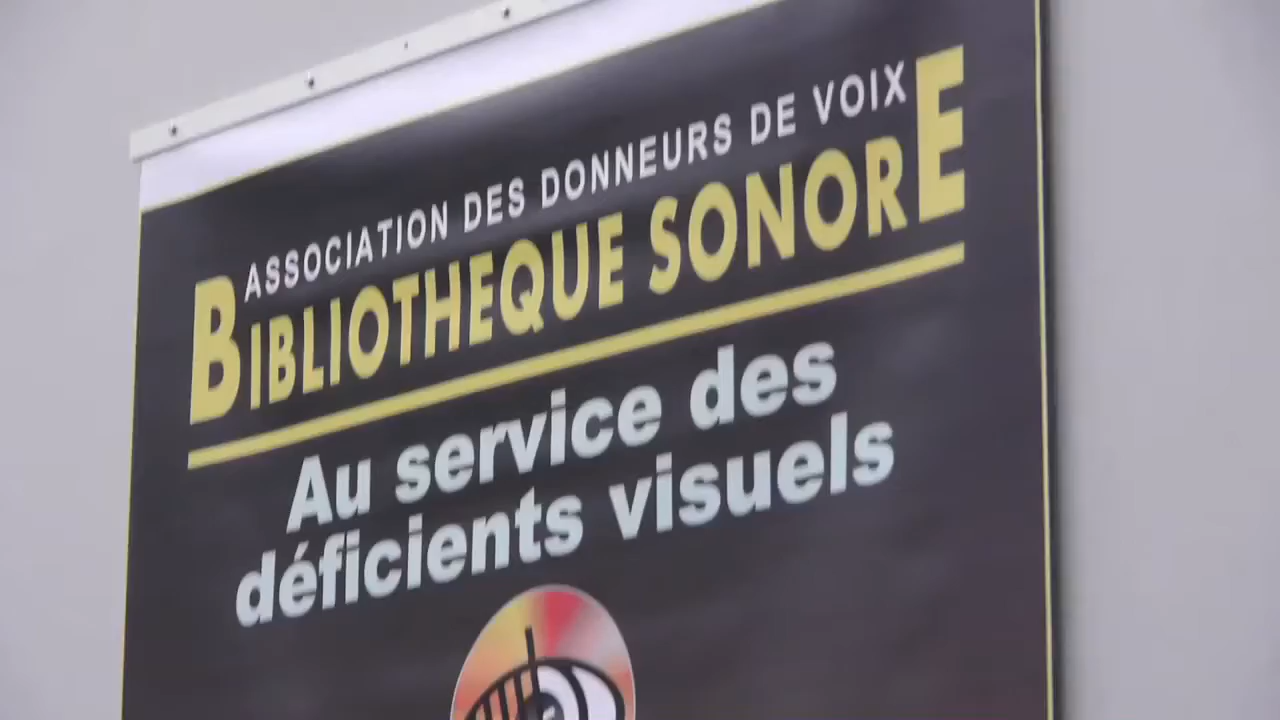 ASSOCIATION DES DONNEURS DE VOIX
BIBLIOTHEQUE SONORE
Au service des
déficients visuels